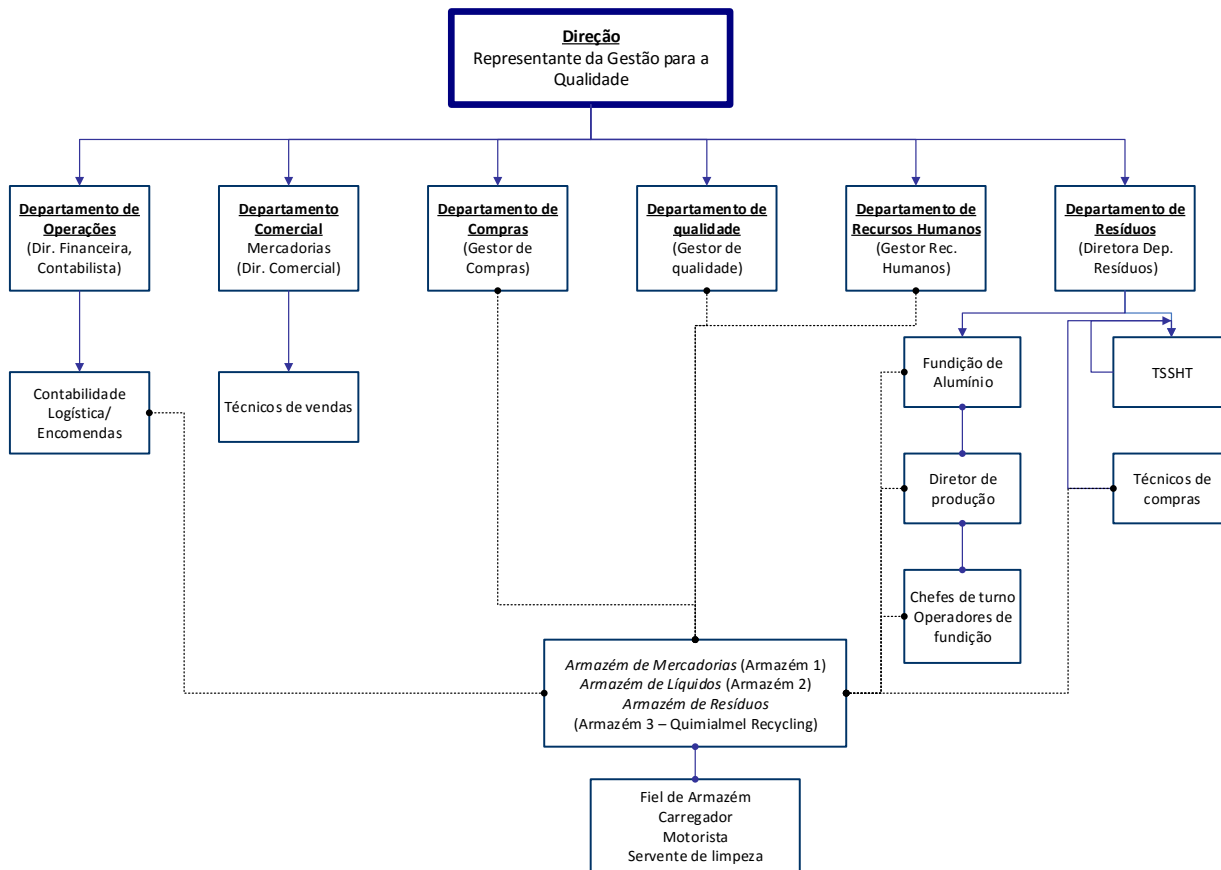 Direção
Representante da Gestão para a
Qualidade
Departamento de
Operações
(Dir. Financeira,
Contabilista)
Departamento
Comercial
Mercadorias
(Dir. Comercial)
Departamento de
Compras
(Gestor de
Compras)
Departamento de
qualidade
(Gestor de
qualidade)
Departamento de
Recursos Humanos
(Gestor Rec.
Humanos)
Departamento de
Resíduos
(Diretora Dep.
Resíduos)
Contabilidade
Logística/
Encomendas
Técnicos de vendas
Fundição de
Alumínio
TSSHT
Diretor de
produção
Técnicos de
compras
Chefes de turno
Operadores de
fundição
Armazém de Mercadorias (Armazém 1)
Armazém de Líquidos (Armazém 2)
Armazém de Resíduos
(Armazém 3 – Quimialmel Recycling)
Fiel de Armazém
Carregador
Motorista
Servente de limpeza